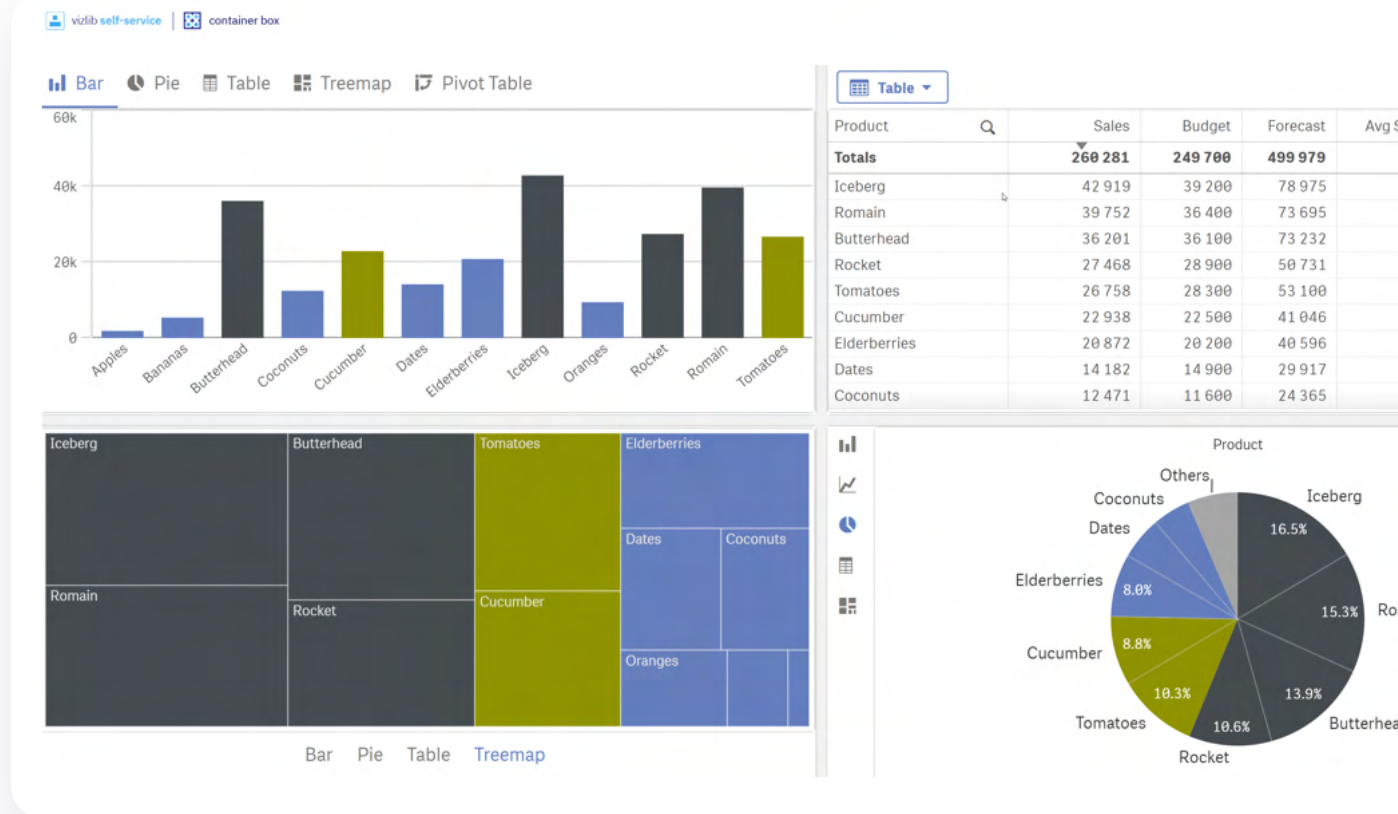 vizlib self-service | container box
Bar Pie Table Treemap Pivot Table
60k
40k
20k
0
Apples Bananas Butterhead Coconuts Cucumber Dates Elderberries Iceberg Oranges Rocket Romain Tomatoes
Table
Product Sales Budget Forecast Avg S
Totals 260 281 249 700 499 979
Iceberg 42 919 39 200 78 975
Romain 39 752 36 400 73 695
Butterhead 36 201 36 100 73 232
Rocket 27 468 28 900 50 731
Tomatoes 26 758 28 300 53 100
Cucumber 22 938 22 500 41 046
Elderberries 20 872 20 200 40 596
Dates 14 182 14 900 29 917
Coconuts 12 471 11 600 24 365
Iceberg Butterhead Tomatoes Elderberries
Dates Coconuts
Romain Rocket Cucumber
Oranges
Bar Pie Table Treemap
Product
Others
Coconuts Iceberg
Dates 16.5%
Elderberries 8.0%
15.3% Ro
Cucumber 8.8%
10.3% 13.9%
Tomatoes 10.6% Butterhea
Rocket